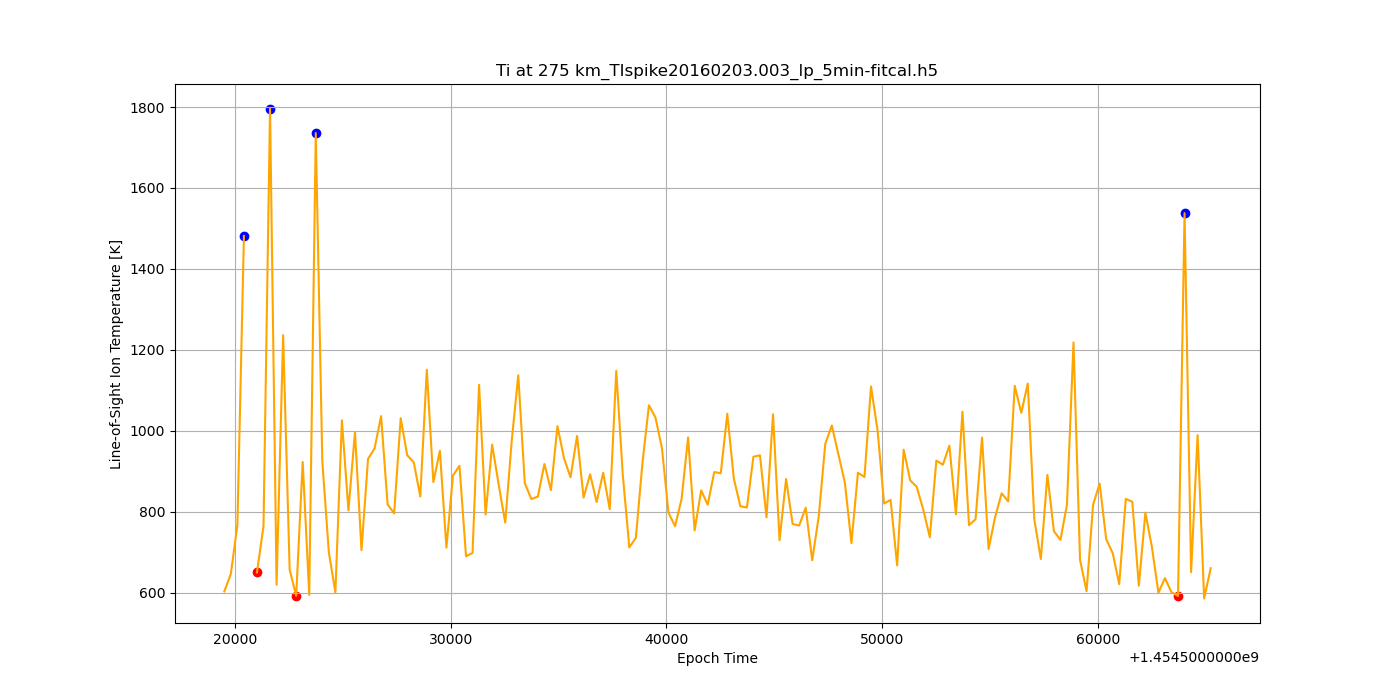 Ti at 275 km_TIspike20160203.003_lp_5min-fitcal.h5
Line-of-Sight Ion Temperature [K]
1800
1600
1400
1200
1000
800
600
20000 30000 40000 50000 60000
Epoch Time
+1.4545000000e9